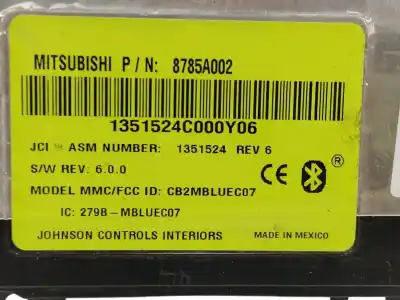 MITSUBISHI P / N: 8785A002
1351524C000Y06
JCI ASM NUMBER: 1351524 REV 6
S/W REV: 6.0.0
CE ®
MODEL MMC/FCC ID: CB2MBLUEC07
IC: 279B-MBLUEC07
JOHNSON CONTROLS INTERIORS MADE IN MEXICO